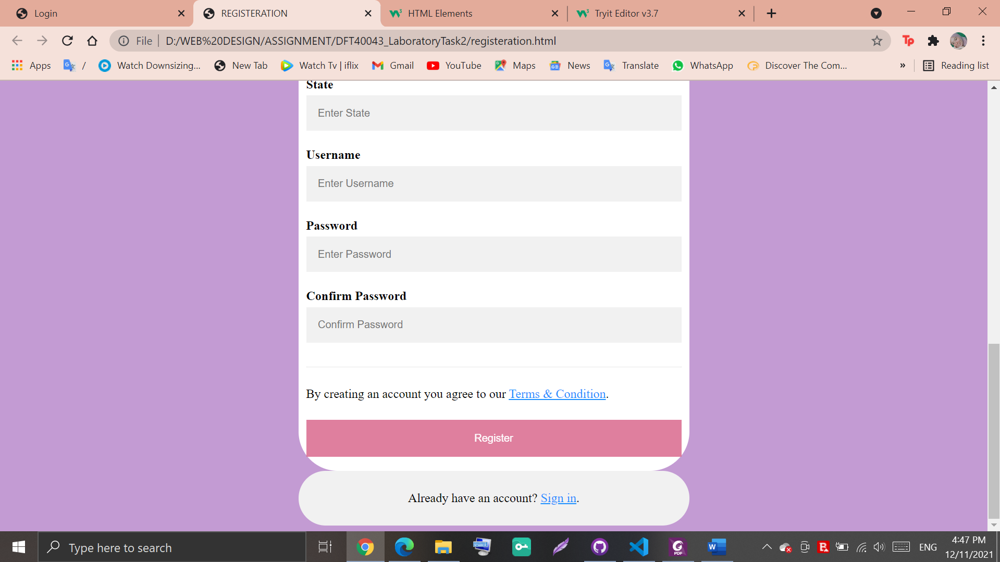 Login
REGISTERATION
HTML Elements
Tryit Editor v3.7
File
D:/WEB%20DESIGN/ASSIGNMENT/DFT40043_LaboratoryTask2/registeration.html
Tp
Apps
/
Watch Downsizing...
New Tab
Watch Tv | iflix
Gmail
YouTube
Maps
News
Translate
WhatsApp
Discover The Com...
»
Reading list
State
Enter State
Username
Enter Username
Password
Enter Password
Confirm Password
Confirm Password
By creating an account you agree to our Terms & Condition.
Register
Already have an account? Sign in.
Type here to search
PDF
W
ENG
4:47 PM
12/11/2021